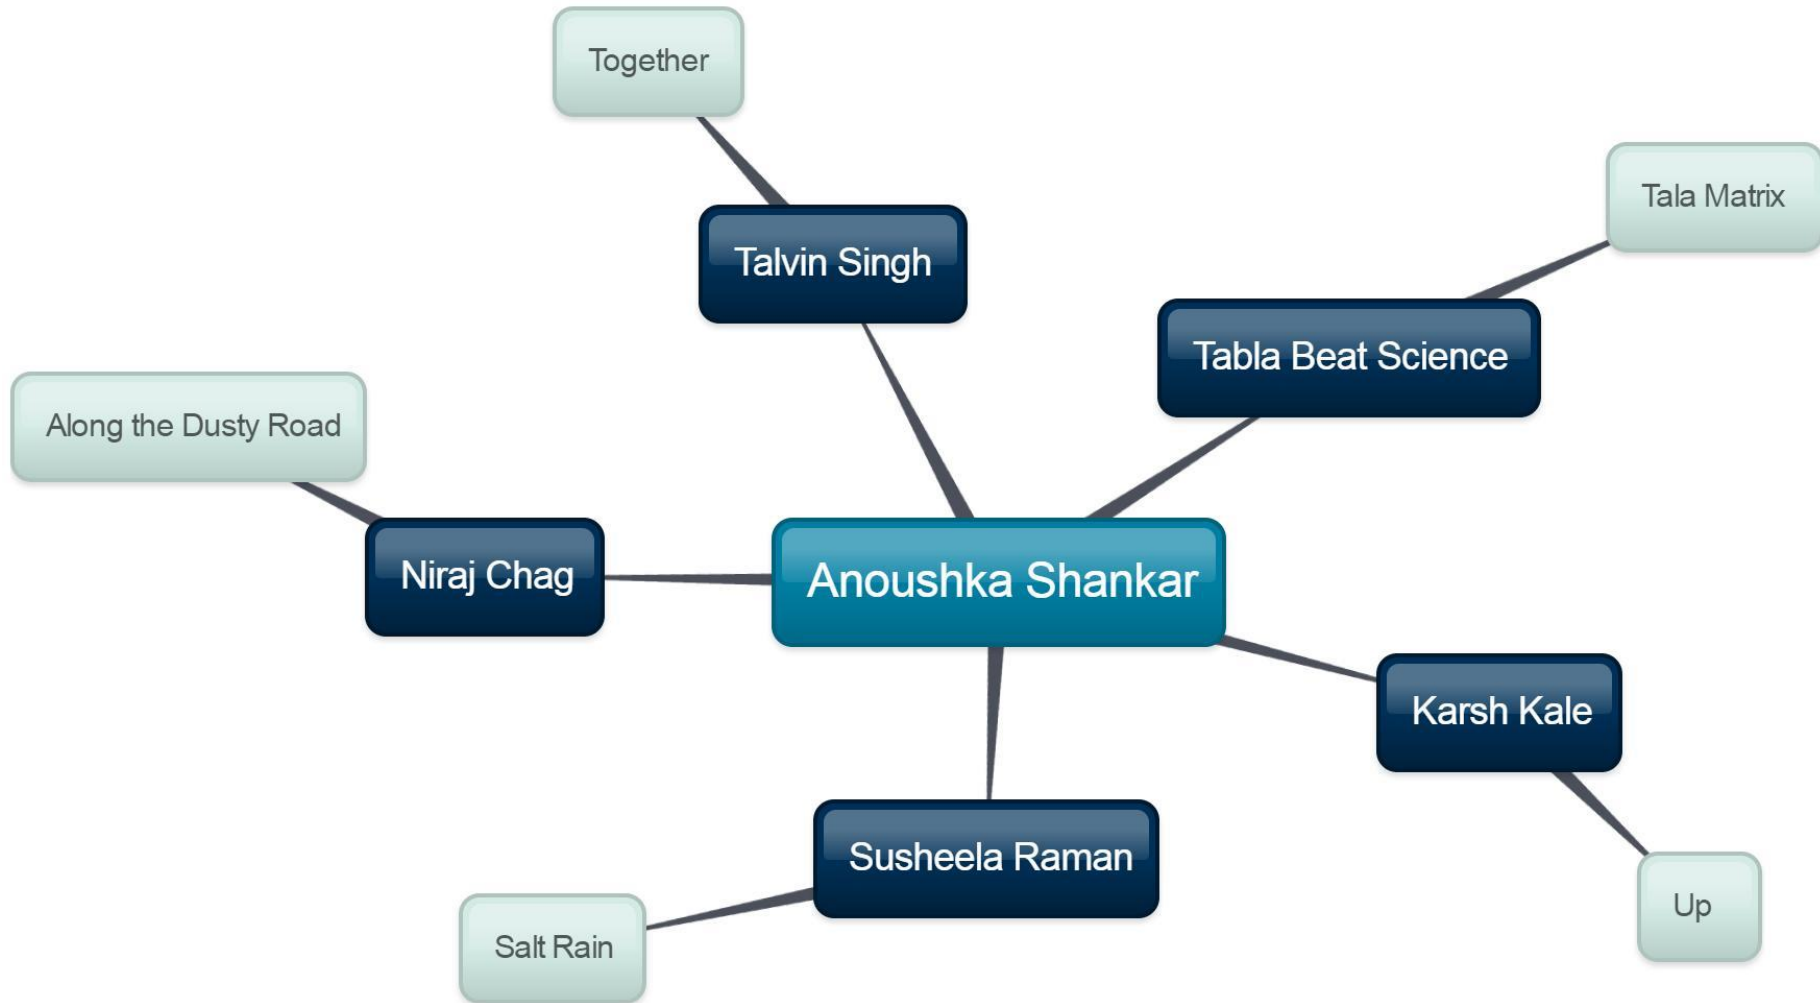 Together
Tala Matrix
Talvin Singh
Tabla Beat Science
Along the Dusty Road
Niraj Chag
Anoushka Shankar
Karsh Kale
Susheela Raman
Up
Salt Rain